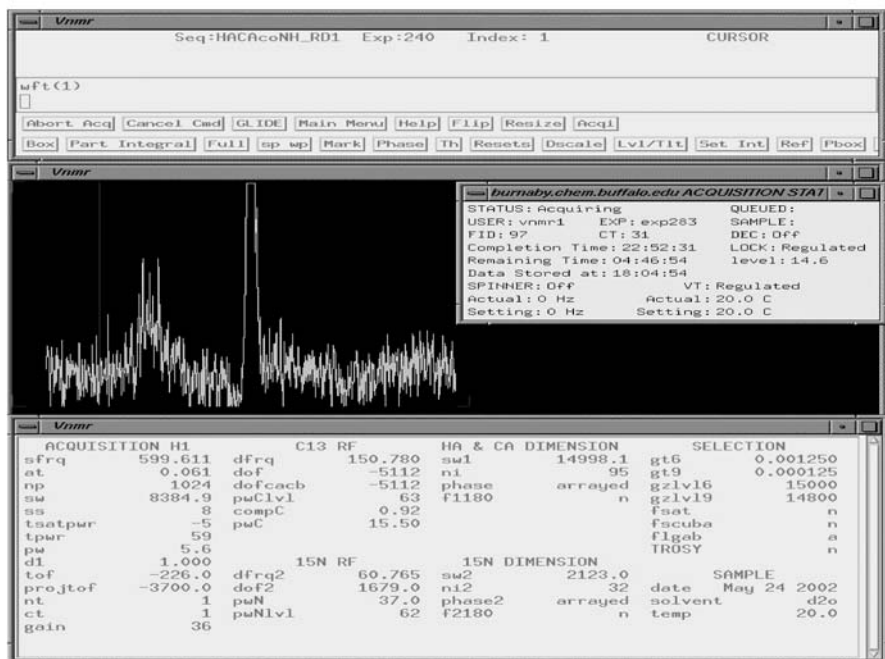 Vnmr
Seq:HACAcoNH_RD1 Exp:240 Index: 1 CURSOR
wft(1)
Abort Acq Cancel Cmd GLIDE Main Menu Help Flip Resize Acqi
Box Part Integral Full sp wp Mark Phase Th Resets Dscale Lvl/Tlt Set Int Ref Pbox
Vnmr
burnaby.chem.buffalo.edu ACQUISITION STAT
STATUS: Acquiring QUEUED:
USER: vnmr1 EXP: exp283 SAMPLE:
FID: 97 CT: 31 DEC: Off
Completion Time: 22:52:31 LOCK: Regulated
Remaining Time: 04:46:54 level: 14.6
Data Stored at: 18:04:54
SPINNER: Off VT: Regulated
Actual: 0 Hz Actual: 20.0 C
Setting: 0 Hz Setting: 20.0 C
Vnmr
ACQUISITION H1 C13 RF HA & CA DIMENSION SELECTION
sfrq 599.611 dfrq 150.780 sw1 14998.1 gt6 0.001250
at 0.061 dof -5112 ni 95 gt9 0.000125
np 1024 dofcacb -5112 phase arrayed gzlvl6 15000
sw 8384.9 pwClvl 63 f1180 n gzlvl9 14800
ss 8 compC 0.92 fsat n
tsatpwr -5 pwC 15.50 fscuba n
tpwr 59 flgab a
pw 5.6 TROSY n
d1 1.000 15N RF 15N DIMENSION
tof -226.0 dfrq2 60.765 sw2 2123.0 SAMPLE
projtof -3700.0 dof2 1679.0 ni2 32 date May 24 2002
nt 1 pwN 37.0 phase2 arrayed solvent d2o
ct 1 pwNlvl 62 f2180 n temp 20.0
gain 36